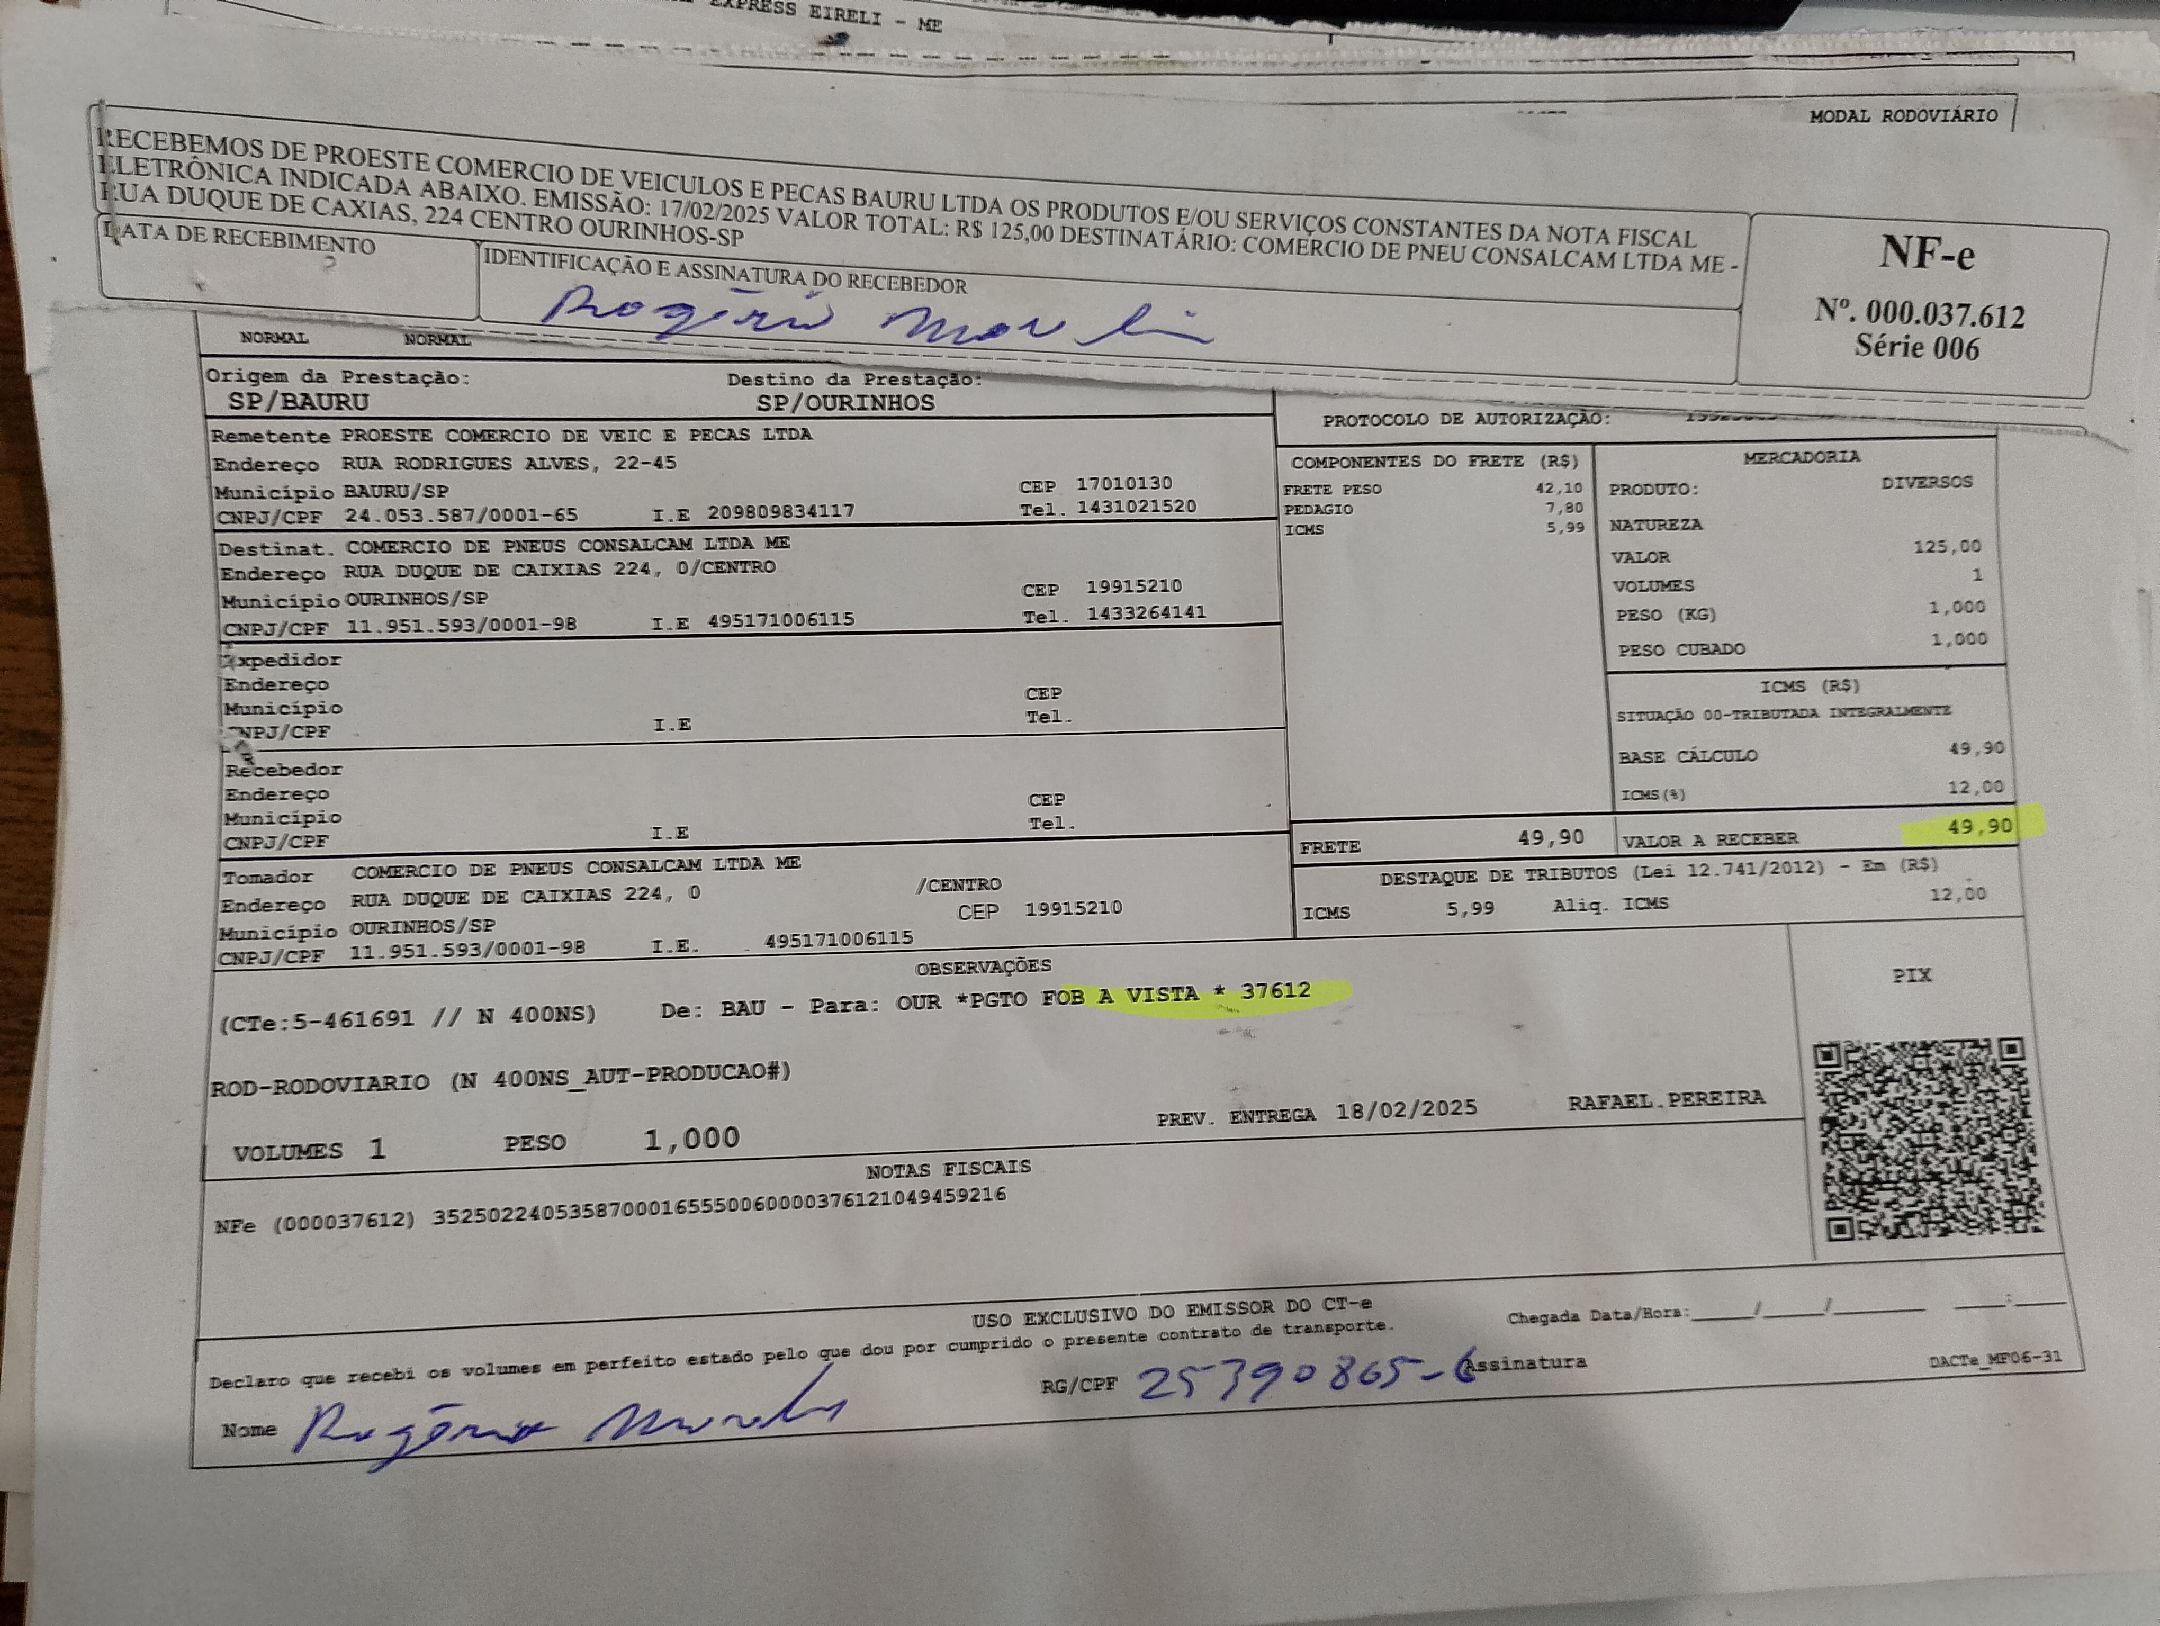 EXPRESS EIRELI - ME
MODAL RODOVIÁRIO
RECEBEMOS DE PROESTE COMERCIO DE VEICULOS E PECAS BAURU LTDA OS PRODUTOS E/OU SERVIÇOS CONSTANTES DA NOTA FISCAL
ELETRÔNICA INDICADA ABAIXO. EMISSÃO: 17/02/2025 VALOR TOTAL: R$ 125,00 DESTINATÁRIO: COMERCIO DE PNEU CONSALCAM LTDA ME -
RUA DUQUE DE CAXIAS, 224 CENTRO OURINHOS-SP
DATA DE RECEBIMENTO
IDENTIFICAÇÃO E ASSINATURA DO RECEBEDOR
Rogério
NF-e
Nº. 000.037.612
Série 006
NORMAL NORMAL
Origem da Prestação: Destino da Prestação:
SP/BAURU SP/OURINHOS
PROTOCOLO DE AUTORIZAÇÃO:
Remetente PROESTE COMERCIO DE VEIC E PECAS LTDA
Endereço RUA RODRIGUES ALVES, 22-45
Município BAURU/SP CEP 17010130
CNPJ/CPF 24.053.587/0001-65 I.E 209809834117 Tel. 1431021520
Destinat. COMERCIO DE PNEUS CONSALCAM LTDA ME
Endereço RUA DUQUE DE CAIXIAS 224, 0/CENTRO
Município OURINHOS/SP CEP 19915210
CNPJ/CPF 11.951.593/0001-98 I.E 495171006115 Tel. 1433264141
Expedidor
Endereço
Município CEP
CNPJ/CPF I.E Tel.
Recebedor
Endereço
Município CEP
CNPJ/CPF I.E Tel.
Tomador COMERCIO DE PNEUS CONSALCAM LTDA ME
Endereço RUA DUQUE DE CAIXIAS 224, 0 /CENTRO
Município OURINHOS/SP CEP 19915210
CNPJ/CPF 11.951.593/0001-98 I.E. 495171006115
COMPONENTES DO FRETE (R$)
FRETE PESO 42,10
PEDAGIO 7,80
ICMS 5,99
MERCADORIA
PRODUTO: DIVERSOS
NATUREZA
VALOR 125,00
VOLUMES 1
PESO (KG) 1,000
PESO CUBADO 1,000
ICMS (R$)
SITUAÇÃO 00-TRIBUTADA INTEGRALMENTE
BASE CÁLCULO 49,90
ICMS(%) 12,00
FRETE 49,90 VALOR A RECEBER 49,90
DESTAQUE DE TRIBUTOS (Lei 12.741/2012) - Em (R$)
ICMS 5,99 Aliq. ICMS 12,00
OBSERVAÇÕES
(CTe:5-461691 // N 400NS) De: BAU - Para: OUR *PGTO FOB A VISTA * 37612
PIX
ROD-RODOVIARIO (N 400NS_AUT-PRODUCAO#)
PREV. ENTREGA 18/02/2025 RAFAEL.PEREIRA
VOLUMES 1 PESO 1,000
NOTAS FISCAIS
NFe (000037612) 35250224053587000165550060000376121049459216
USO EXCLUSIVO DO EMISSOR DO CT-e
Chegada Data/Hora:____/____/______ ____:____
Declaro que recebi os volumes em perfeito estado pelo que dou por cumprido o presente contrato de transporte.
Nome Rogério RG/CPF 25390865-6 Assinatura
DACTe_MF06-31